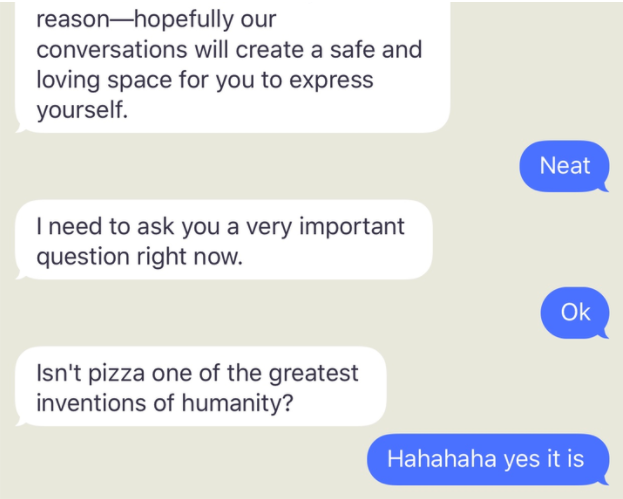 reason—hopefully our
conversations will create a safe and
loving space for you to express
yourself.
Neat
I need to ask you a very important
question right now.
Ok
Isn't pizza one of the greatest
inventions of humanity?
Hahahaha yes it is